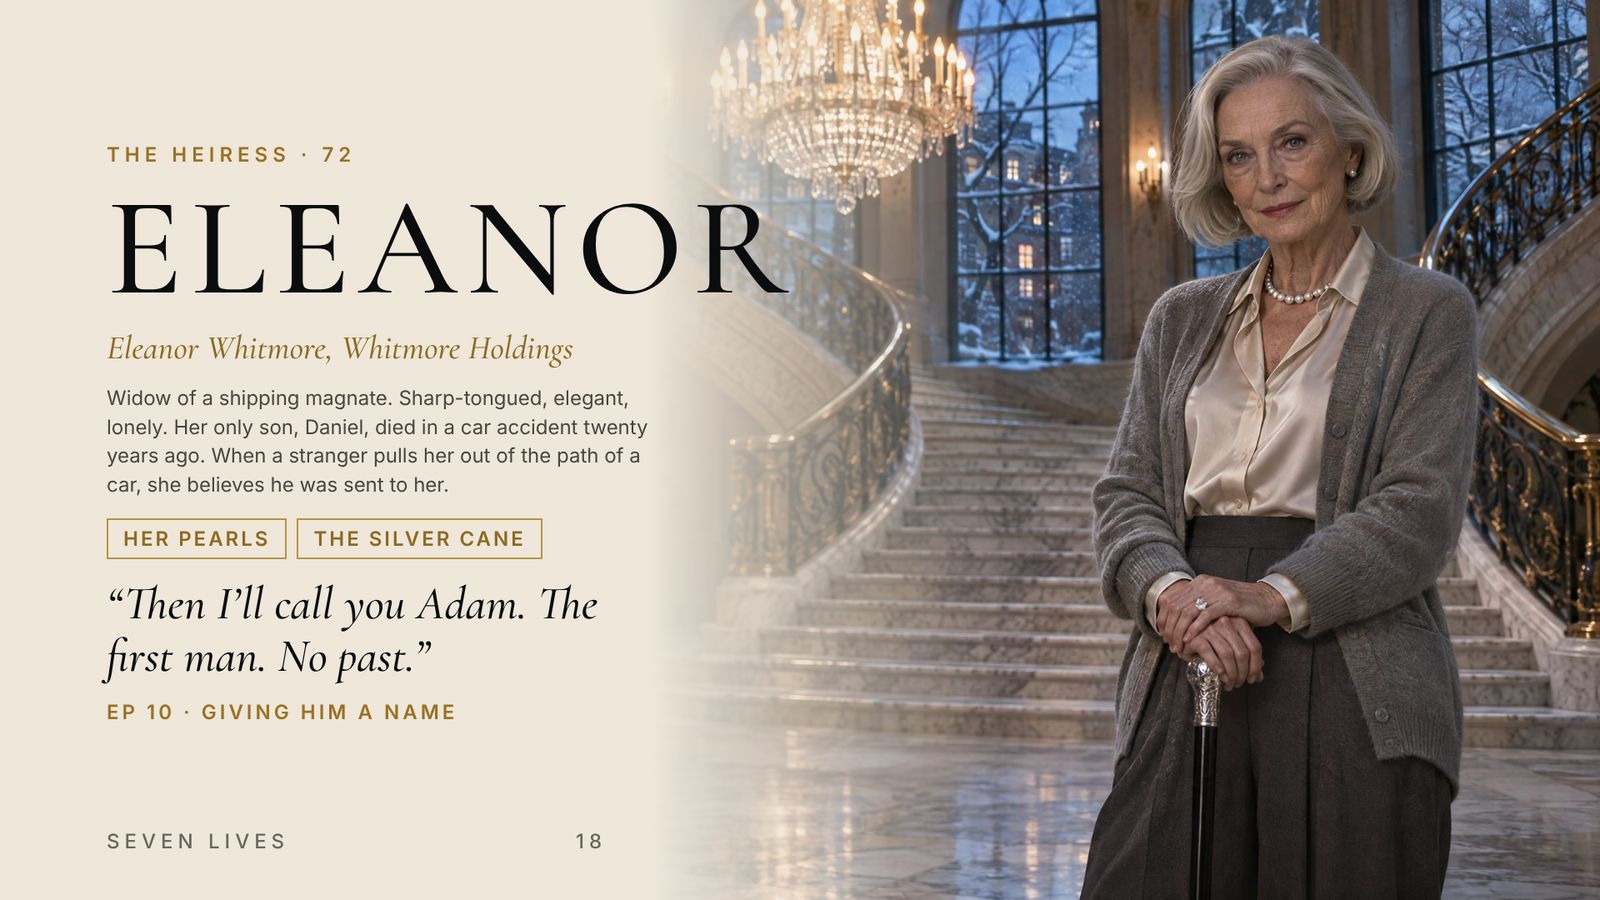 THE HEIRESS · 72
ELEANOR
Eleanor Whitmore, Whitmore Holdings
Widow of a shipping magnate. Sharp-tongued, elegant,
lonely. Her only son, Daniel, died in a car accident twenty
years ago. When a stranger pulls her out of the path of a
car, she believes he was sent to her.
HER PEARLS THE SILVER CANE
“Then I’ll call you Adam. The
first man. No past.”
EP 10 · GIVING HIM A NAME
SEVEN LIVES 18